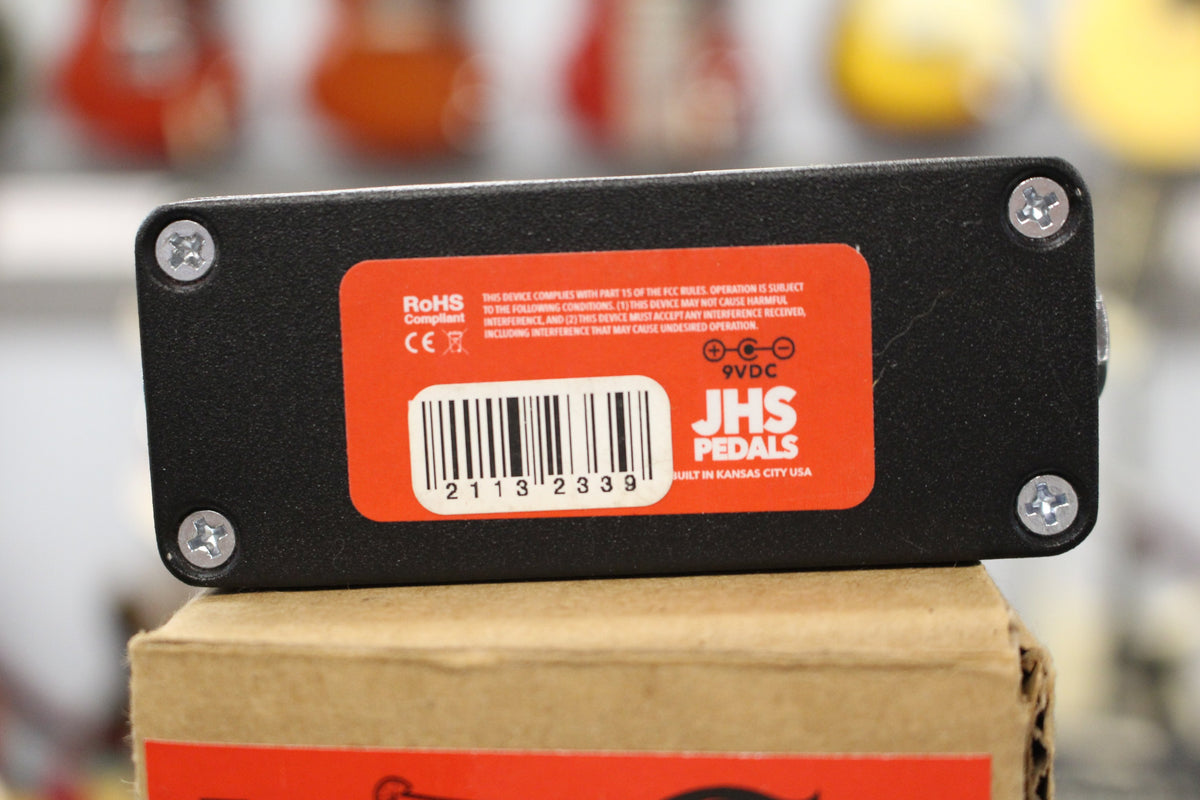 RoHS
Compliant
CE
THIS DEVICE COMPLIES WITH PART 15 OF THE FCC RULES. OPERATION IS SUBJECT
TO THE FOLLOWING CONDITIONS. (1) THIS DEVICE MAY NOT CAUSE HARMFUL
INTERFERENCE, AND (2) THIS DEVICE MUST ACCEPT ANY INTERFERENCE RECEIVED,
INCLUDING INTERFERENCE THAT MAY CAUSE UNDESIRED OPERATION.
9VDC
JHS
PEDALS
BUILT IN KANSAS CITY USA
2113 2339